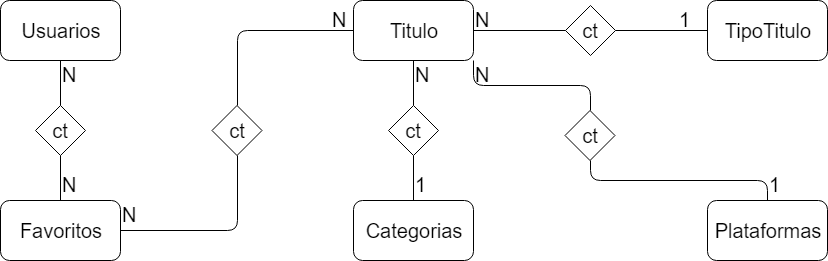 N
N
1
Usuarios
Titulo
ct
TipoTitulo
N
N
N
ct
ct
ct
ct
N
1
1
N
Favoritos
Categorias
Plataformas